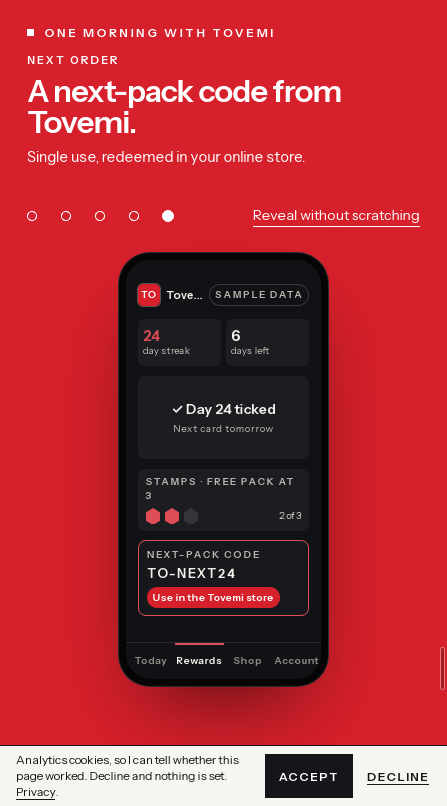 ONE MORNING WITH TOVEMI
NEXT ORDER
A next-pack code from
Tovemi.
Single use, redeemed in your online store.
Reveal without scratching
TO Tove... SAMPLE DATA
24 6
day streak days left
✓ Day 24 ticked
Next card tomorrow
STAMPS · FREE PACK AT
3
2 of 3
NEXT-PACK CODE
TO-NEXT24
Use in the Tovemi store
Today Rewards Shop Account
Analytics cookies, so I can tell whether this
page worked. Decline and nothing is set.
Privacy.
ACCEPT DECLINE